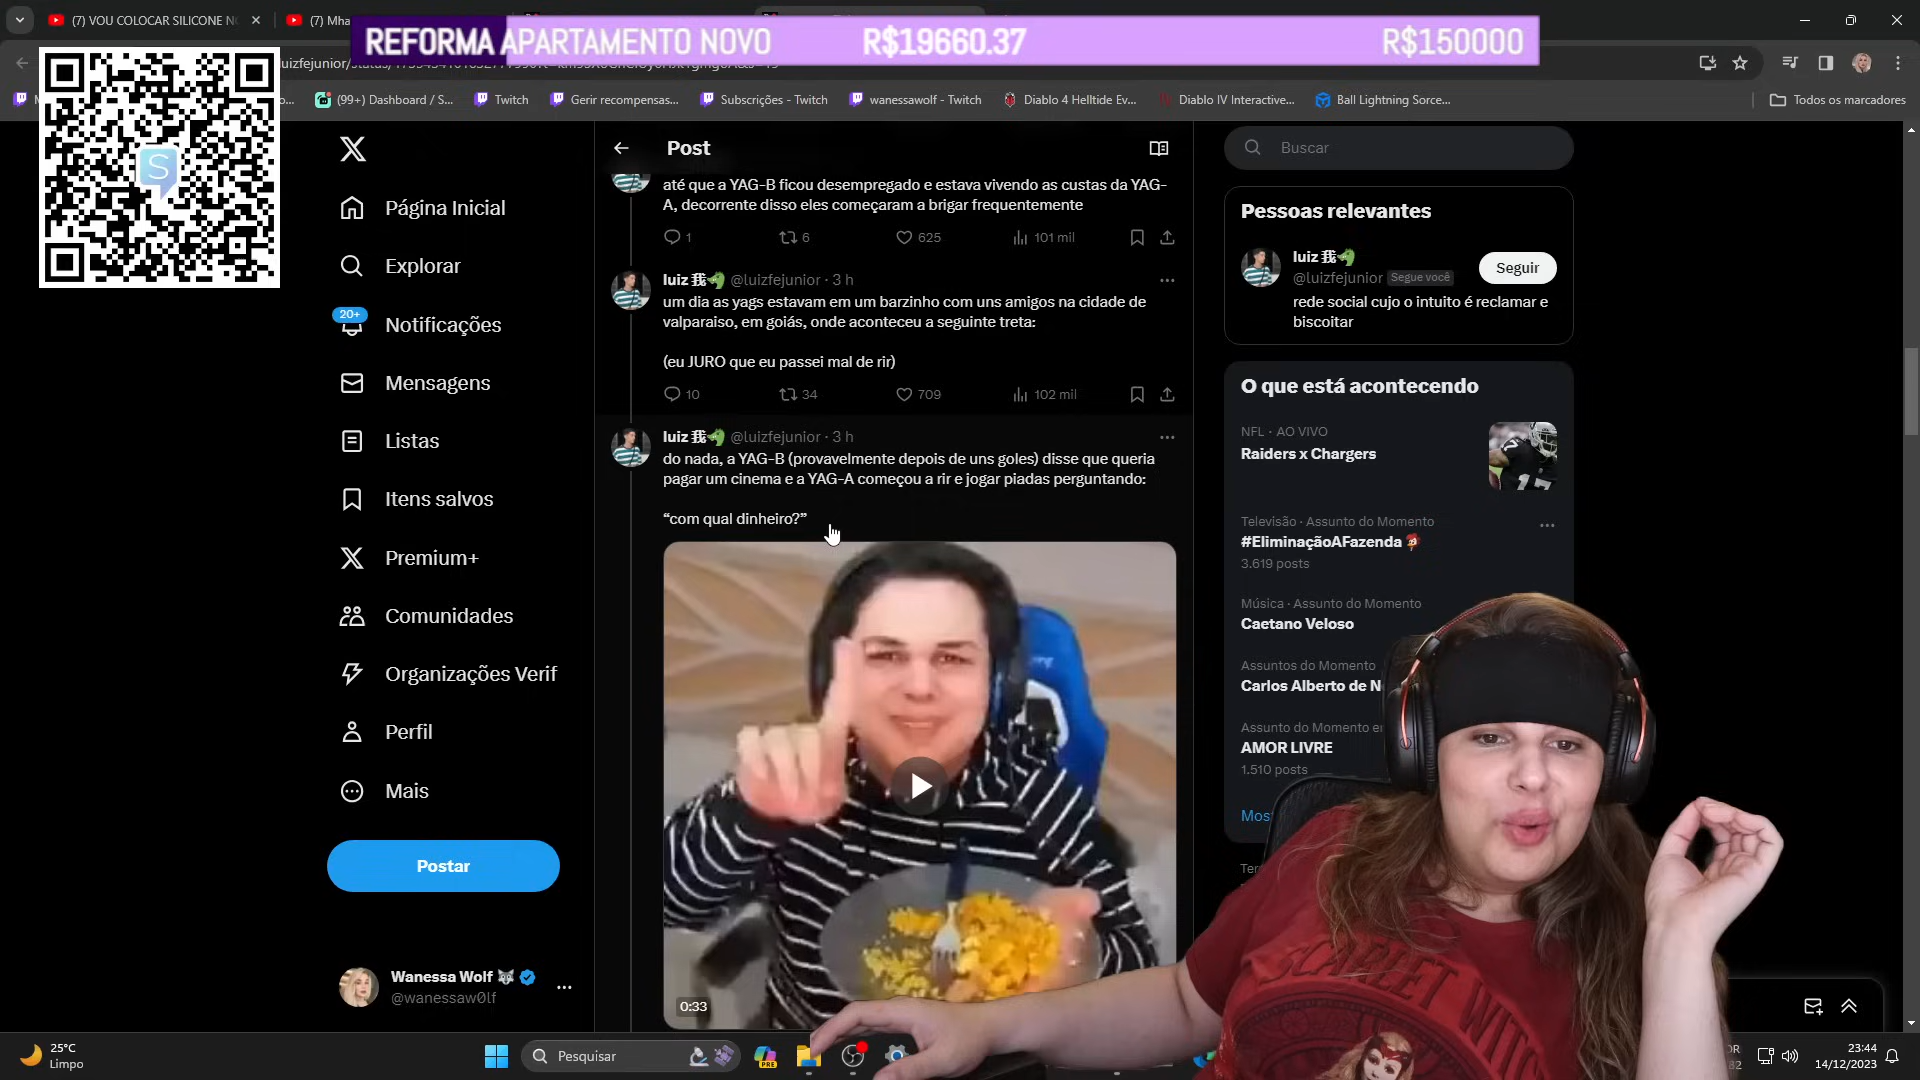 (7) VOU COLOCAR SILICONE N
(7) Mha
REFORMA APARTAMENTO NOVO
R$19660.37
R$150000
(99+) Dashboard / S...
Twitch
Gerir recompensas...
Subscrições - Twitch
wanessawolf - Twitch
Diablo 4 Helltide Ev...
Diablo IV Interactive...
Ball Lightning Sorce...
Todos os marcadores
S
Página Inicial
Explorar
20+
Notificações
Mensagens
Listas
Itens salvos
Premium+
Comunidades
Organizações Verif
Perfil
Mais
Postar
Wanessa Wolf
@wanessaw0lf
Post
até que a YAG-B ficou desempregado e estava vivendo as custas da YAG-
A, decorrente disso eles começaram a brigar frequentemente
1
6
625
101 mil
luiz 我 @luizfejunior · 3 h
um dia as yags estavam em um barzinho com uns amigos na cidade de
valparaiso, em goiás, onde aconteceu a seguinte treta:
(eu JURO que eu passei mal de rir)
10
34
709
102 mil
luiz 我 @luizfejunior · 3 h
do nada, a YAG-B (provavelmente depois de uns goles) disse que queria
pagar um cinema e a YAG-A começou a rir e jogar piadas perguntando:
“com qual dinheiro?”
0:33
Buscar
Pessoas relevantes
luiz 我
@luizfejunior Segue você
Seguir
rede social cujo o intuito é reclamar e
biscoitar
O que está acontecendo
NFL · AO VIVO
Raiders x Chargers
Televisão · Assunto do Momento
#EliminaçãoAFazenda
3.619 posts
Música · Assunto do Momento
Caetano Veloso
Assuntos do Momento
Carlos Alberto de N
Assunto do Momento e
AMOR LIVRE
1.510 posts
Mos
SCARLET WITCH
25°C
Limpo
Pesquisar
PRE
23:44
14/12/2023